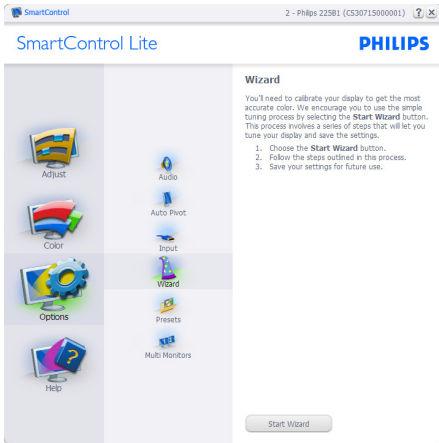 SmartControl
2 - Philips 225B1 (CS30715000001)
?
SmartControl Lite
PHILIPS
Adjust
Color
Options
Help
Audio
Auto Pivot
Input
Wizard
Presets
Multi Monitors
Wizard
You'll need to calibrate your display to get the most
accurate color. We encourage you to use the simple
tuning process by selecting the Start Wizard button.
This process involves a series of steps that will let you
tune your display and save the settings.
1. Choose the Start Wizard button.
2. Follow the steps outlined in this process.
3. Save your settings for future use.
Start Wizard